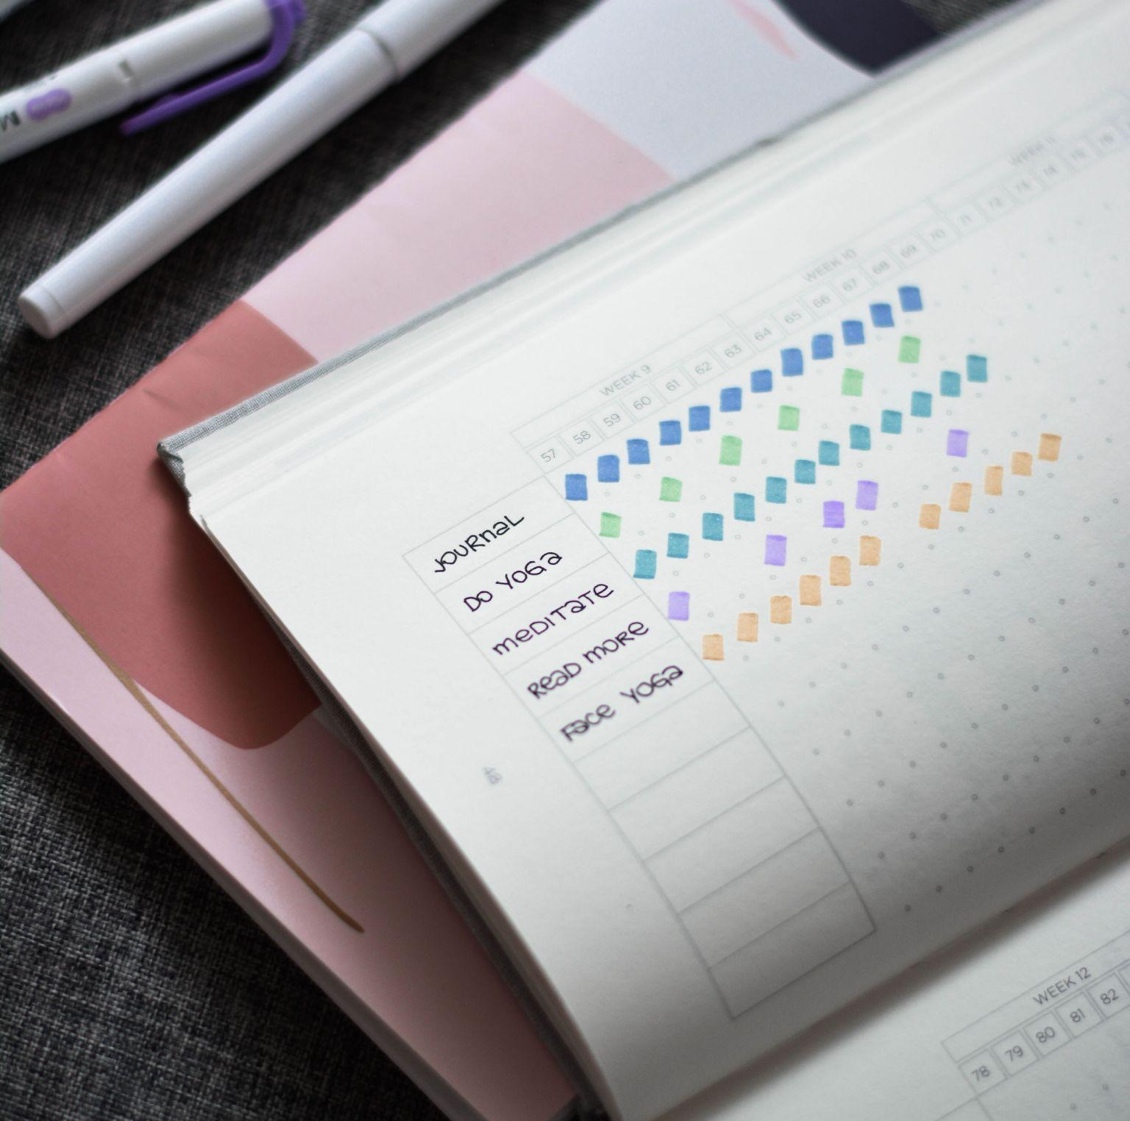 WEEK 9
WEEK 10
WEEK 11
57 58 59 60 61 62 63 64 65 66 67 68 69 70 71 72 73 74 75 76
JOURNAL
DO YOGA
MEDITATE
READ MORE
FACE YOGA
WEEK 12
78 79 80 81 82